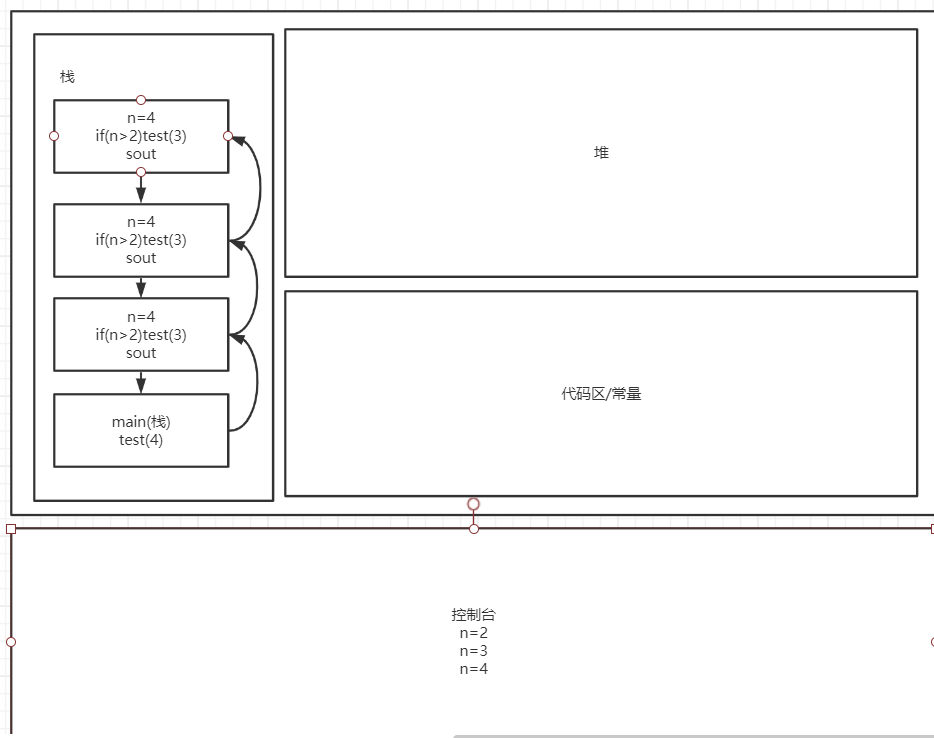 栈
n=4
if(n>2)test(3)
sout
n=4
if(n>2)test(3)
sout
n=4
if(n>2)test(3)
sout
main(栈)
test(4)
堆
代码区/常量
控制台
n=2
n=3
n=4